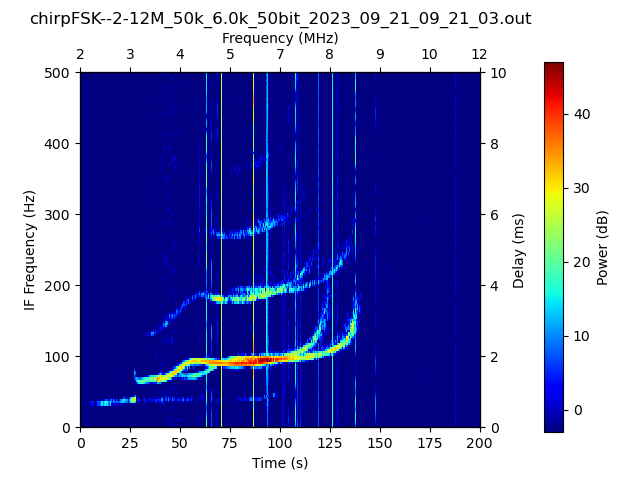 chirpFSK--2-12M_50k_6.0k_50bit_2023_09_21_09_21_03.out
Frequency (MHz)
2 3 4 5 6 7 8 9 10 11 12
500 10
400 8
300 6
200 4
100 2
0 0
IF Frequency (Hz)
Delay (ms)
0 25 50 75 100 125 150 175 200
Time (s)
40
30
20
10
0
Power (dB)